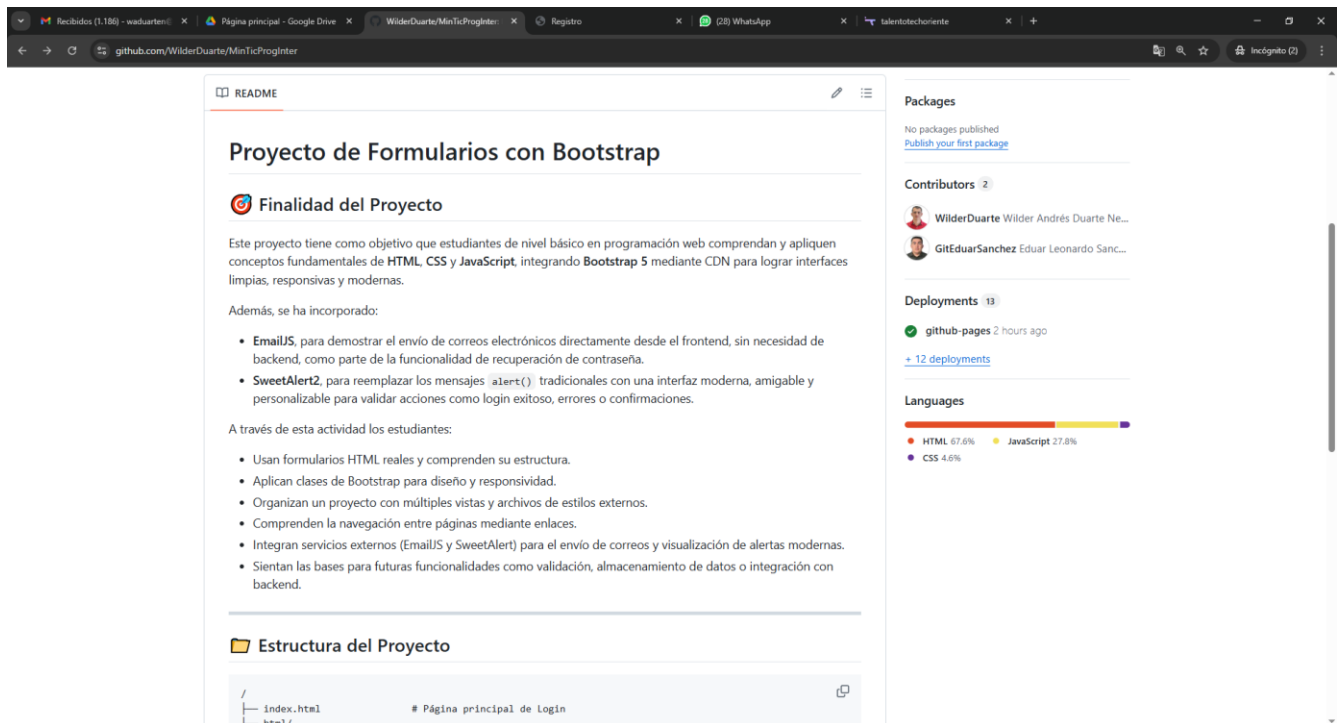 Recibidos (1.186) - waduarten@
Página principal - Google Drive
WilderDuarte/MinTicProgInter:
Registro
(28) WhatsApp
talentotechoriente
github.com/WilderDuarte/MinTicProgInter
Incógnito (2)
README
Proyecto de Formularios con Bootstrap
🎯 Finalidad del Proyecto
Este proyecto tiene como objetivo que estudiantes de nivel básico en programación web comprendan y apliquen
conceptos fundamentales de HTML, CSS y JavaScript, integrando Bootstrap 5 mediante CDN para lograr interfaces
limpias, responsivas y modernas.
Además, se ha incorporado:
• EmailJS, para demostrar el envío de correos electrónicos directamente desde el frontend, sin necesidad de
backend, como parte de la funcionalidad de recuperación de contraseña.
• SweetAlert2, para reemplazar los mensajes alert() tradicionales con una interfaz moderna, amigable y
personalizable para validar acciones como login exitoso, errores o confirmaciones.
A través de esta actividad los estudiantes:
• Usan formularios HTML reales y comprenden su estructura.
• Aplican clases de Bootstrap para diseño y responsividad.
• Organizan un proyecto con múltiples vistas y archivos de estilos externos.
• Comprenden la navegación entre páginas mediante enlaces.
• Integran servicios externos (EmailJS y SweetAlert) para el envío de correos y visualización de alertas modernas.
• Sientan las bases para futuras funcionalidades como validación, almacenamiento de datos o integración con
backend.
📁 Estructura del Proyecto
/
├── index.html # Página principal de Login
├── html/
Packages
No packages published
Publish your first package
Contributors 2
WilderDuarte Wilder Andrés Duarte Ne...
GitEduarSanchez Eduar Leonardo Sanc...
Deployments 13
github-pages 2 hours ago
+ 12 deployments
Languages
HTML 67.6% JavaScript 27.8%
CSS 4.6%